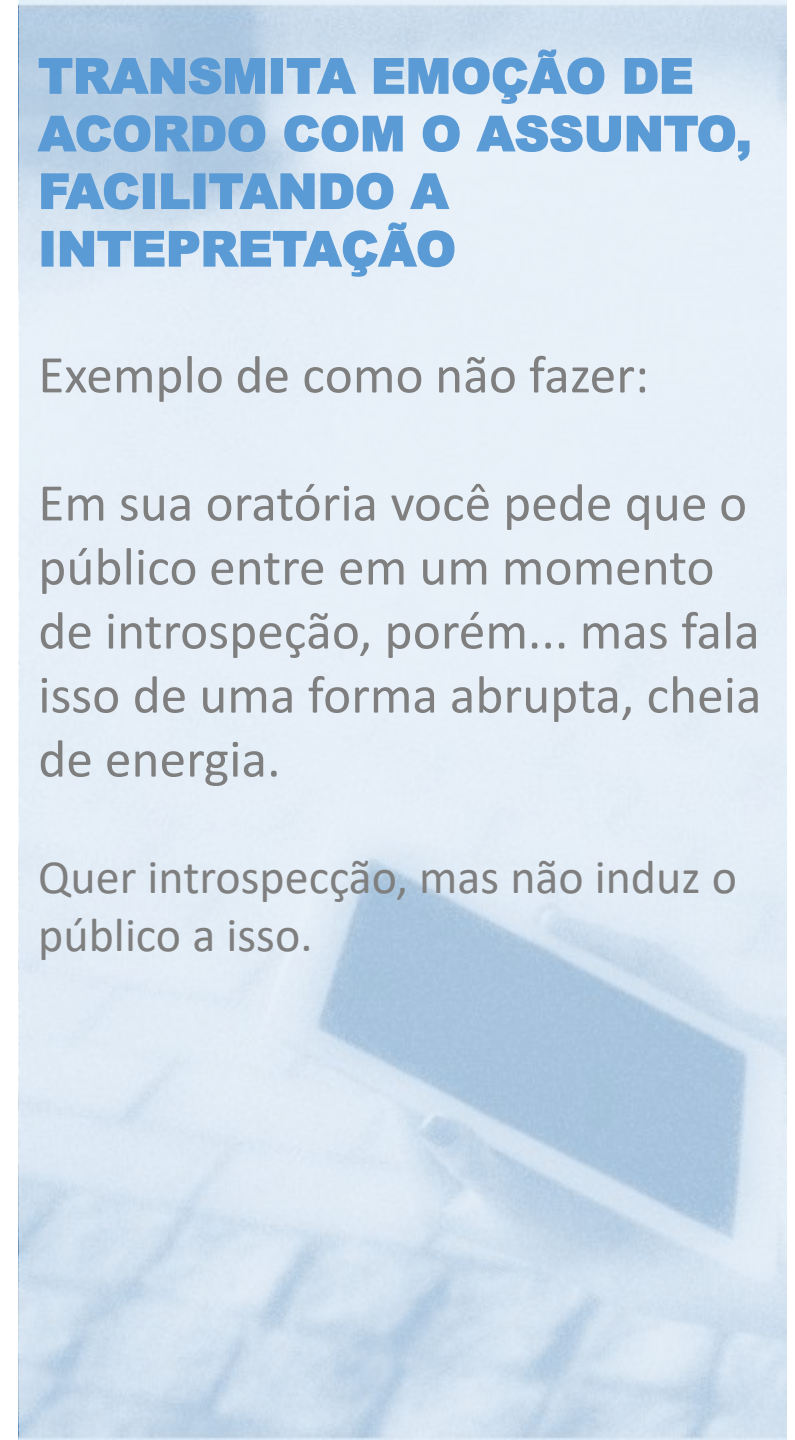 TRANSMITA EMOÇÃO DE
ACORDO COM O ASSUNTO,
FACILITANDO A
INTEPRETAÇÃO
Exemplo de como não fazer:
Em sua oratória você pede que o
público entre em um momento
de introspeção, porém... mas fala
isso de uma forma abrupta, cheia
de energia.
Quer introspecção, mas não induz o
público a isso.